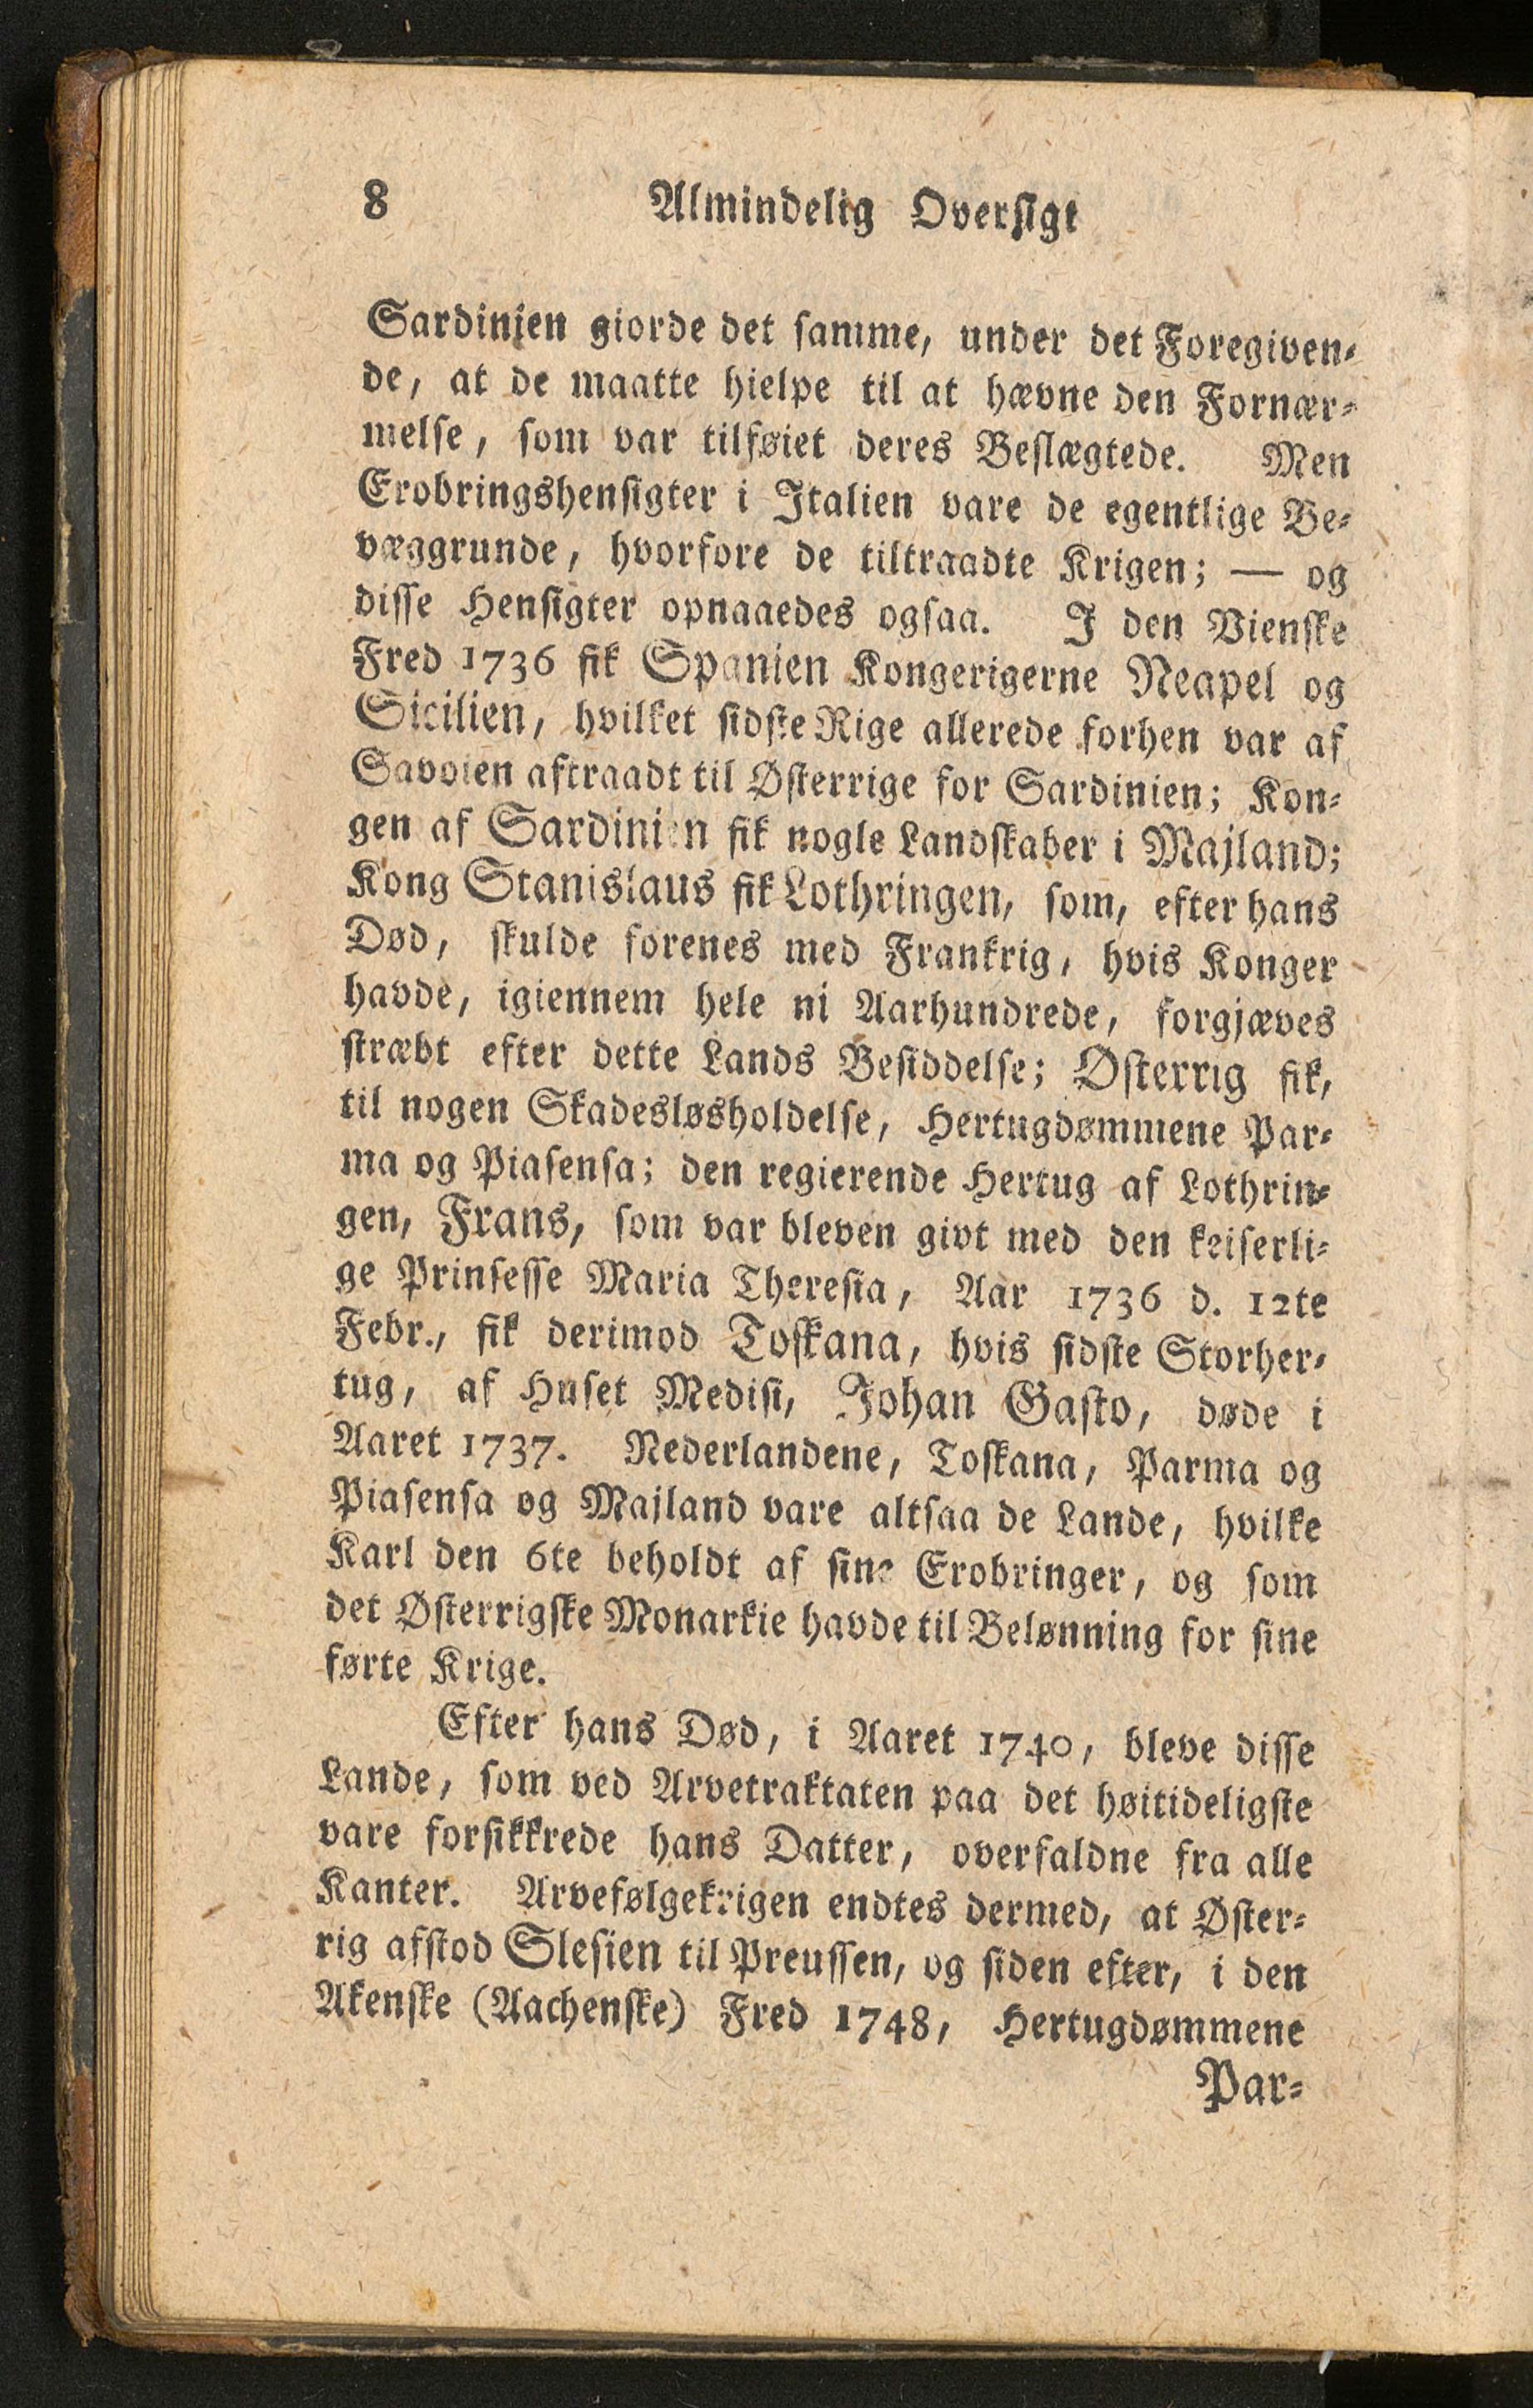 8 Almindelig Oversigt
Sardinien giorde det samme, under det Foregiven-
de, at de maatte hielpe til at hævne den Fornær-
melse, som var tilføiet deres Beslægtede. Men
Erobringshensigter i Italien vare de egentlige Be-
væggrunde, hvorfore de tiltraadte Krigen; — og
disse Hensigter opnaaedes ogsaa. I den Vienske
Fred 1736 fik Spanien Kongerigerne Neapel og
Sicilien, hvilket sidste Rige allerede forhen var af
Savoien aftraadt til Østerrige for Sardinien; Kon-
gen af Sardinien fik nogle Landskaber i Majland;
Kong Stanislaus fik Lothringen, som, efter hans
Død, skulde forenes med Frankrig, hvis Konger
havde, igiennem hele ni Aarhundrede, forgjæves
stræbt efter dette Lands Besiddelse; Østerrig fik,
til nogen Skadesløsholdelse, Hertugdømmene Par-
ma og Piasensa; den regierende Hertug af Lothrin-
gen, Frans, som var bleven givt med den keiserli-
ge Prinsesse Maria Theresia, Aar 1736 d. 12te
Febr., fik derimod Toskana, hvis sidste Storher-
tug, af Huset Medisi, Johan Gasto, døde i
Aaret 1737. Nederlandene, Toskana, Parma og
Piasensa og Majland vare altsaa de Lande, hvilke
Karl den 6te beholdt af sine Erobringer, og som
det Østerrigske Monarkie havde til Belønning for sine
førte Krige.
Efter hans Død, i Aaret 1740, bleve disse
Lande, som ved Arvetraktaten paa det høitideligste
vare forsikkrede hans Datter, overfaldne fra alle
Kanter. Arvefølgekrigen endtes dermed, at Øster-
rig afstod Slesien til Preussen, og siden efter, i den
Akenske (Aachenske) Fred 1748, Hertugdømmene
Par-